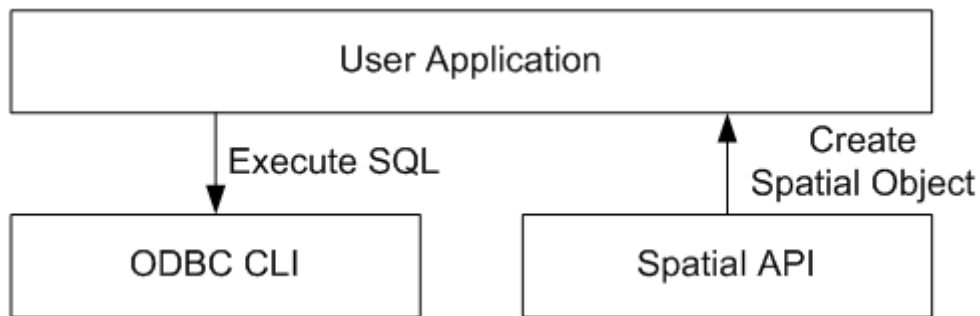 User Application
Execute SQL
Create
Spatial Object
ODBC CLI
Spatial API